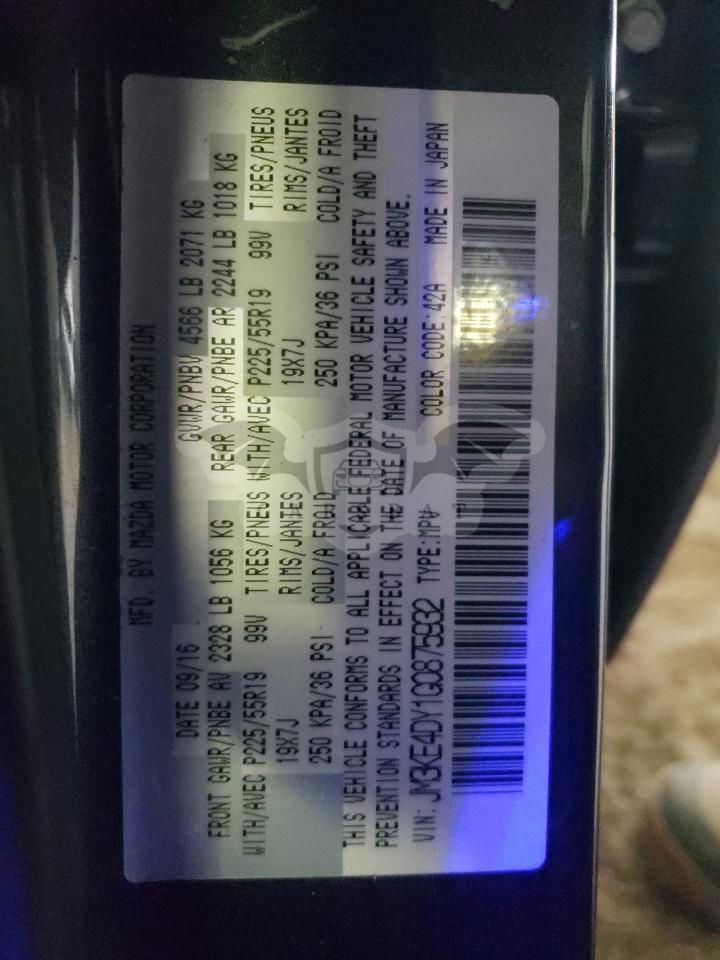 MFD. BY MAZDA MOTOR CORPORATION
DATE 09/16 GVWR/PNBV 4566 LB 2071 KG
FRONT GAWR/PNBE AV 2328 LB 1056 KG REAR GAWR/PNBE AR 2244 LB 1018 KG
WITH/AVEC P225/55R19 99V TIRES/PNEUS WITH/AVEC P225/55R19 99V TIRES/PNEUS
19X7J RIMS/JANTES 19X7J RIMS/JANTES
250 KPA/36 PSI COLD/A FROID 250 KPA/36 PSI COLD/A FROID
THIS VEHICLE CONFORMS TO ALL APPLICABLE FEDERAL MOTOR VEHICLE SAFETY AND THEFT
PREVENTION STANDARDS IN EFFECT ON THE DATE OF MANUFACTURE SHOWN ABOVE.
VIN: JM3KE4DY1G0875932 TYPE:MPV COLOR CODE:42A MADE IN JAPAN